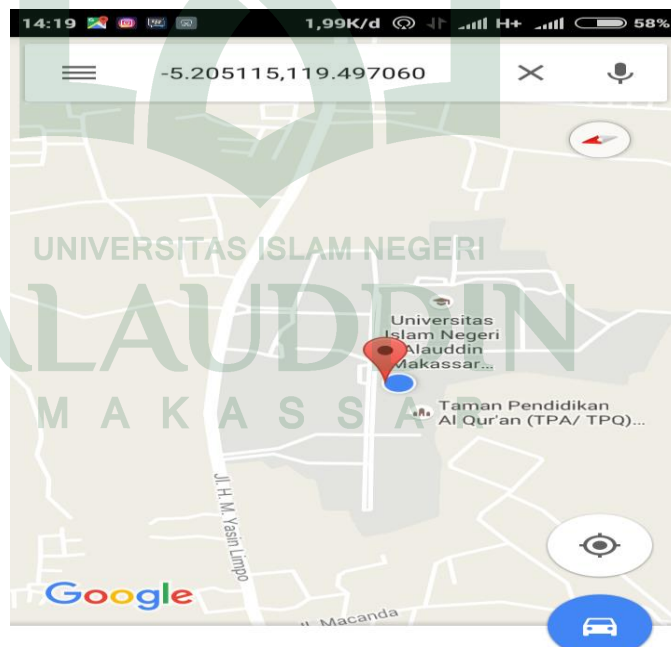 14:19
1,99K/d
H+
58%
-5.205115,119.497060
UNIVERSITAS ISLAM NEGERI
ALAUDDIN
MAKASSAR
Universitas
Islam Negeri
Alauddin
Makassar...
Taman Pendidikan
Al Qur'an (TPA/ TPQ)...
Jl. H. M. Yasin Limpo
Google
Jl. Macanda